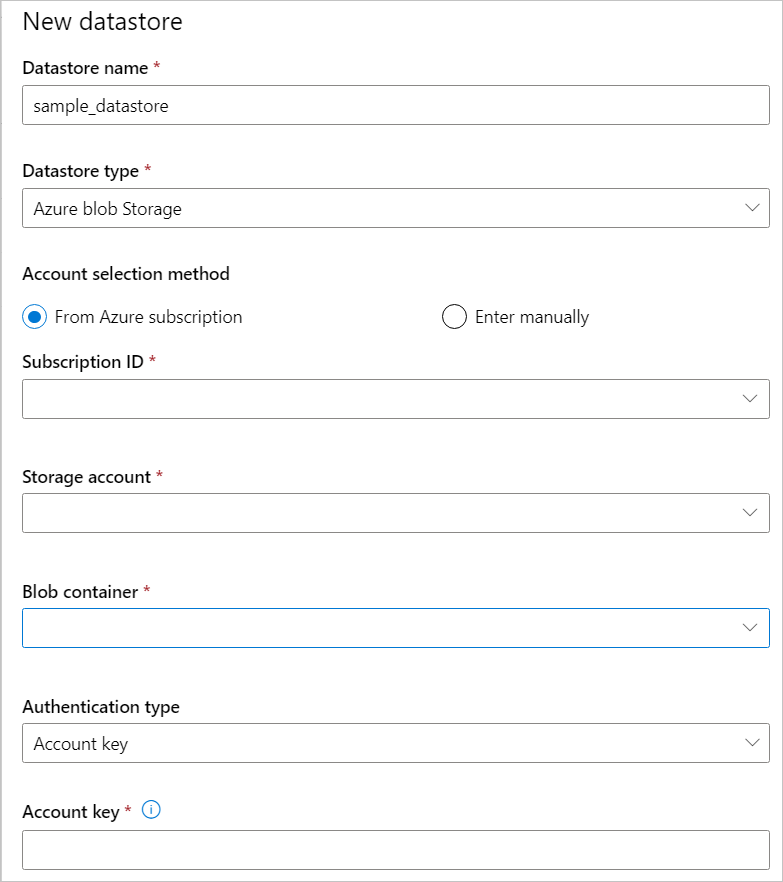 New datastore
Datastore name *
sample_datastore
Datastore type *
Azure blob Storage
Account selection method
From Azure subscription
Enter manually
Subscription ID *
Storage account *
Blob container *
Authentication type
Account key
Account key *